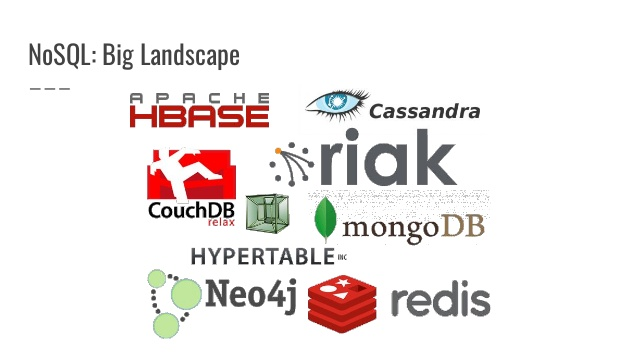 NoSQL: Big Landscape
APACHE
HBASE
Cassandra
riak
CouchDB
relax
mongoDB
HYPERTABLE INC
Neo4j
redis